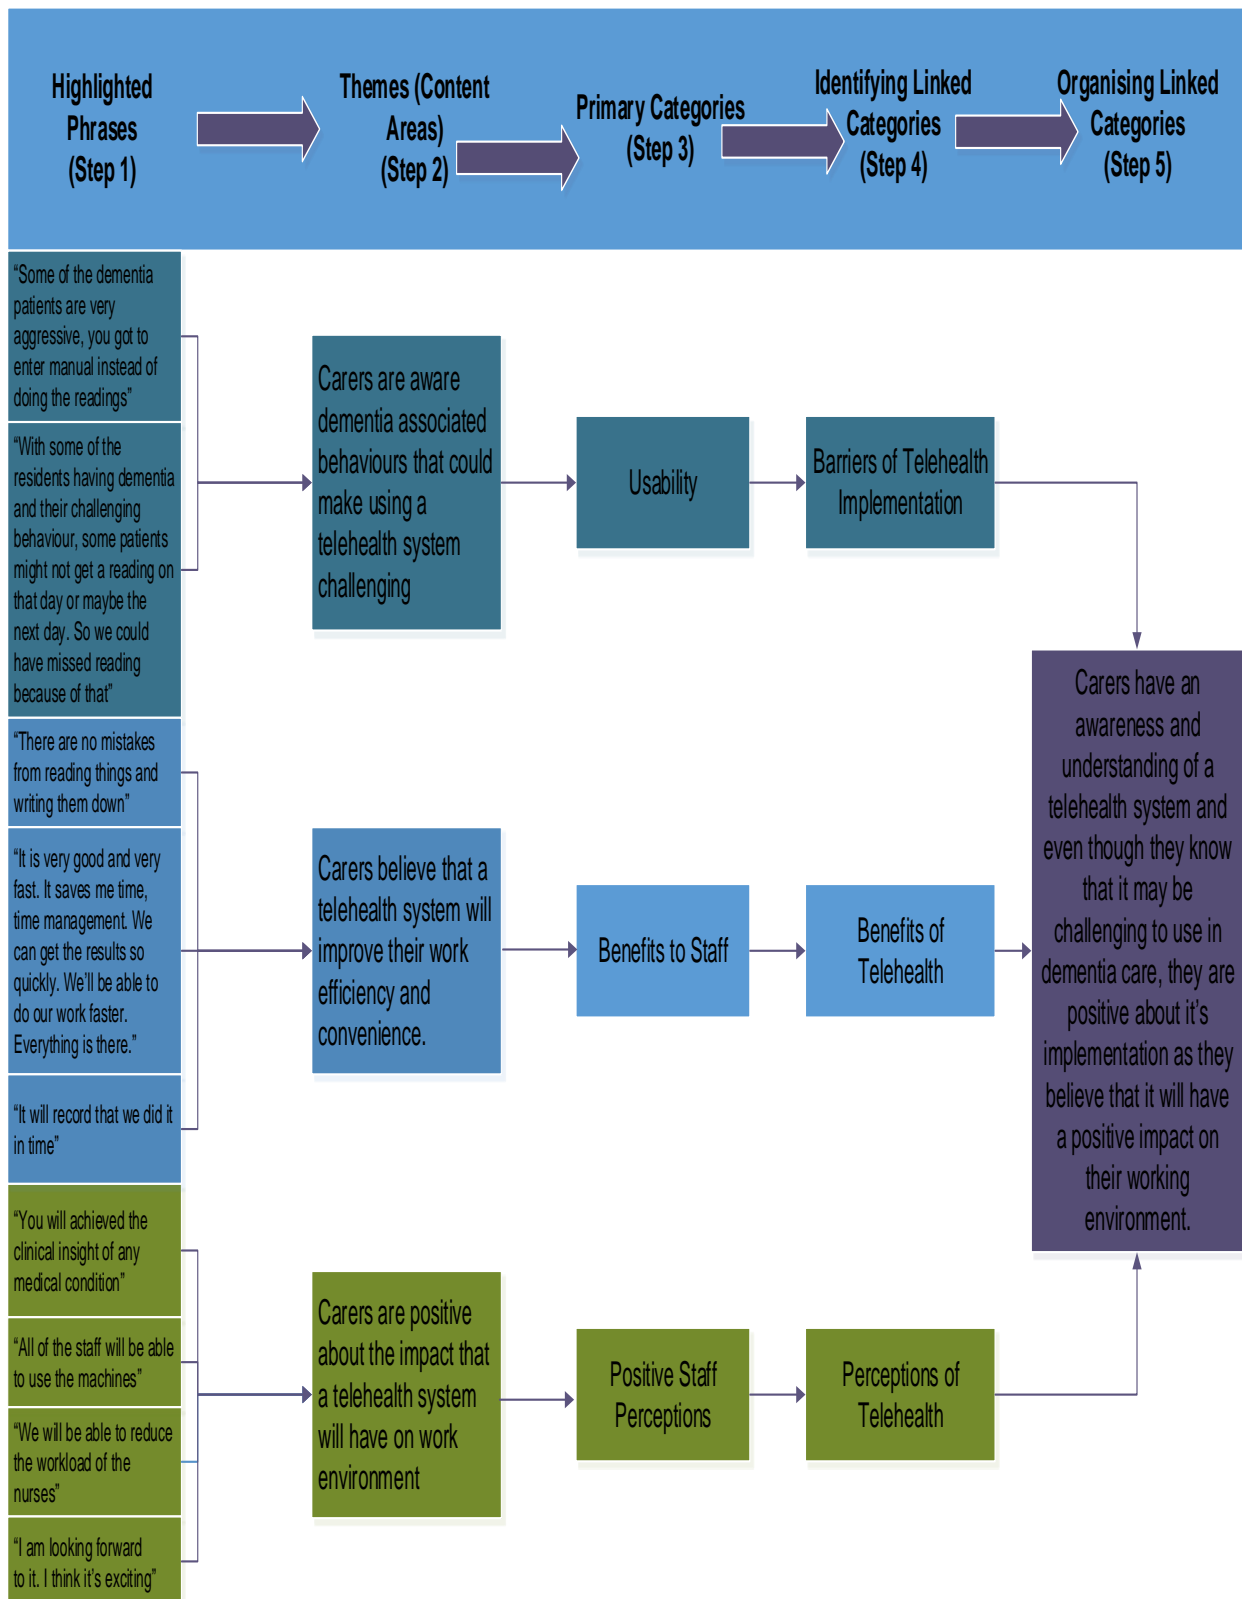 Highlighted
Phrases
(Step 1)
Themes (Content
Areas)
(Step 2)
Primary Categories
(Step 3)
Identifying Linked
Categories
(Step 4)
Organising Linked
Categories
(Step 5)
“Some of the dementia
patients are very
aggressive, you got to
enter manual instead of
doing the readings”
“With some of the
residents having dementia
and their challenging
behaviour, some patients
might not get a reading on
that day or maybe the
next day. So we could
have missed reading
because of that”
Carers are aware
dementia associated
behaviours that could
make using a
telehealth system
challenging
Usability
Barriers of Telehealth
Implementation
“There are no mistakes
from reading things and
writing them down”
“It is very good and very
fast. It saves me time,
time management. We
can get the results so
quickly. We’ll be able to
do our work faster.
Everything is there.”
“It will record that we did it
in time”
Carers believe that a
telehealth system will
improve their work
efficiency and
convenience.
Benefits to Staff
Benefits of
Telehealth
“You will achieved the
clinical insight of any
medical condition”
“All of the staff will be able
to use the machines”
“We will be able to reduce
the workload of the
nurses”
“I am looking forward
to it. I think it’s exciting”
Carers are positive
about the impact that
a telehealth system
will have on work
environment
Positive Staff
Perceptions
Perceptions of
Telehealth
Carers have an
awareness and
understanding of a
telehealth system and
even though they know
that it may be
challenging to use in
dementia care, they are
positive about it’s
implementation as they
believe that it will have
a positive impact on
their working
environment.